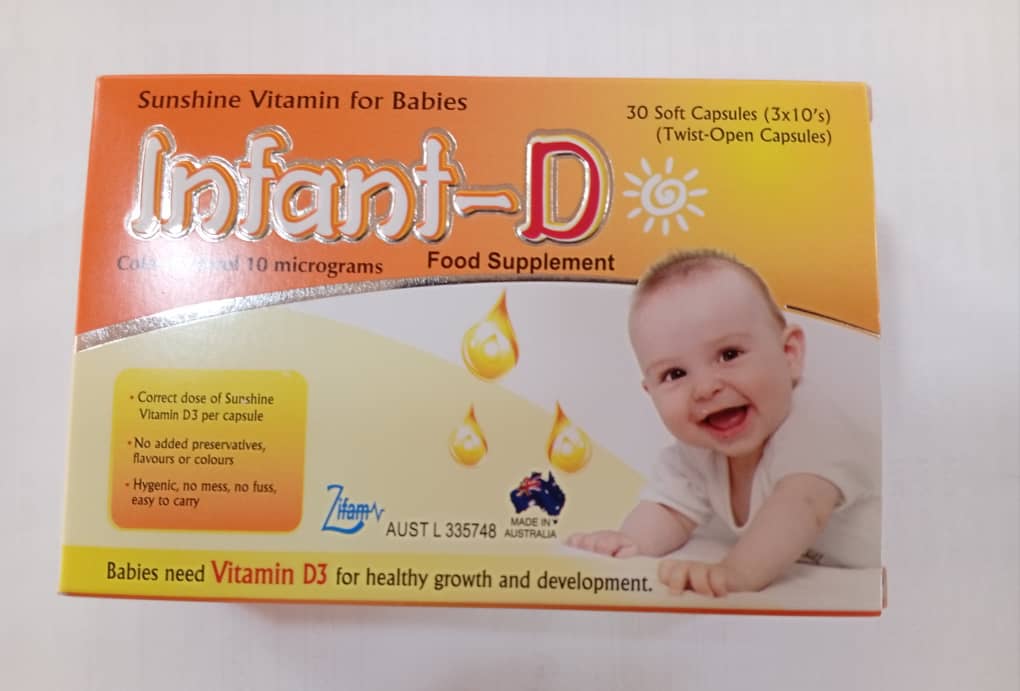 Sunshine Vitamin for Babies
30 Soft Capsules (3x10's)
(Twist-Open Capsules)
Infant-D
10 micrograms
Food Supplement
• Correct dose of Sunshine
Vitamin D3 per capsule
• No added preservatives,
flavours or colours
• Hygenic, no mess, no fuss,
easy to carry
Zifam
AUST L 335748
MADE IN
AUSTRALIA
Babies need Vitamin D3 for healthy growth and development.